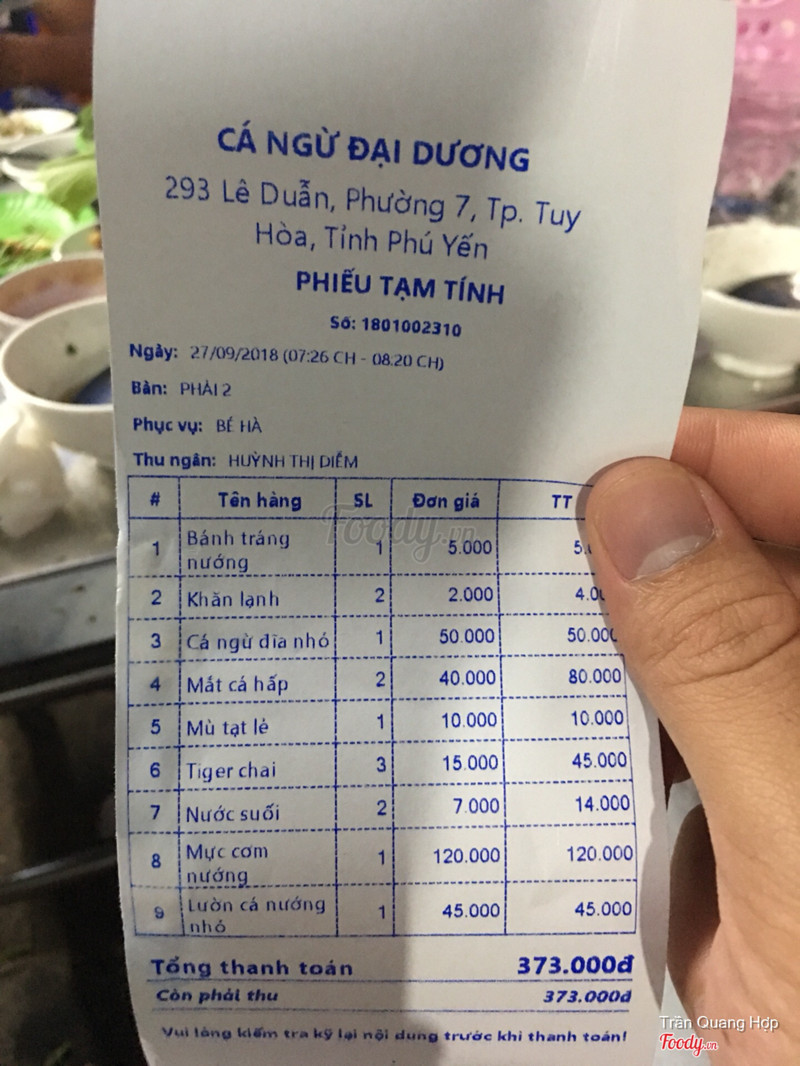 CÁ NGỪ ĐẠI DƯƠNG
293 Lê Duẫn, Phường 7, Tp. Tuy
Hòa, Tỉnh Phú Yến
PHIẾU TẠM TÍNH
Số: 1801002310
Ngày: 27/09/2018 (07:26 CH - 08:20 CH)
Bàn: PHẢI 2
Phục vụ: BÉ HÀ
Thu ngân: HUỲNH THỊ DIỄM
# Tên hàng SL Đơn giá TT
1 Bánh tráng nướng 1 5.000
2 Khăn lạnh 2 2.000
3 Cá ngừ dĩa nhỏ 1 50.000 50.000
4 Mắt cá hấp 2 40.000 80.000
5 Mù tạt lẻ 1 10.000 10.000
6 Tiger chai 3 15.000 45.000
7 Nước suối 2 7.000 14.000
8 Mực cơm nướng 1 120.000 120.000
9 Lườn cá nướng nhỏ 1 45.000 45.000
Tổng thanh toán 373.000đ
Còn phải thu 373.000đ
Vui lòng kiểm tra kỹ lại nội dung trước khi thanh toán!
Foody.vn
Trần Quang Hợp
Foody.vn